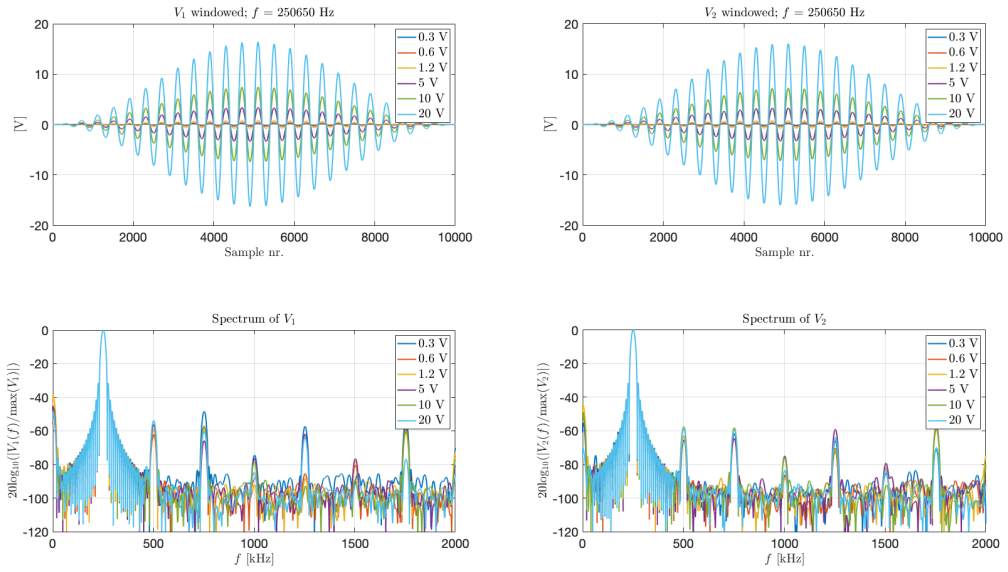 V₁ windowed; f = 250650 Hz
20
10
0
-10
-20
[V]
0
2000
4000
6000
8000
10000
Sample nr.
0.3 V
0.6 V
1.2 V
5 V
10 V
20 V
V₂ windowed; f = 250650 Hz
20
10
0
-10
-20
[V]
0
2000
4000
6000
8000
10000
Sample nr.
0.3 V
0.6 V
1.2 V
5 V
10 V
20 V
Spectrum of V₁
0
-20
-40
-60
-80
-100
-120
20log₁₀(|V₁(f)/max(V₁)|)
0
500
1000
1500
2000
f [kHz]
0.3 V
0.6 V
1.2 V
5 V
10 V
20 V
Spectrum of V₂
0
-20
-40
-60
-80
-100
-120
20log₁₀(|V₂(f)/max(V₂)|)
0
500
1000
1500
2000
f [kHz]
0.3 V
0.6 V
1.2 V
5 V
10 V
20 V